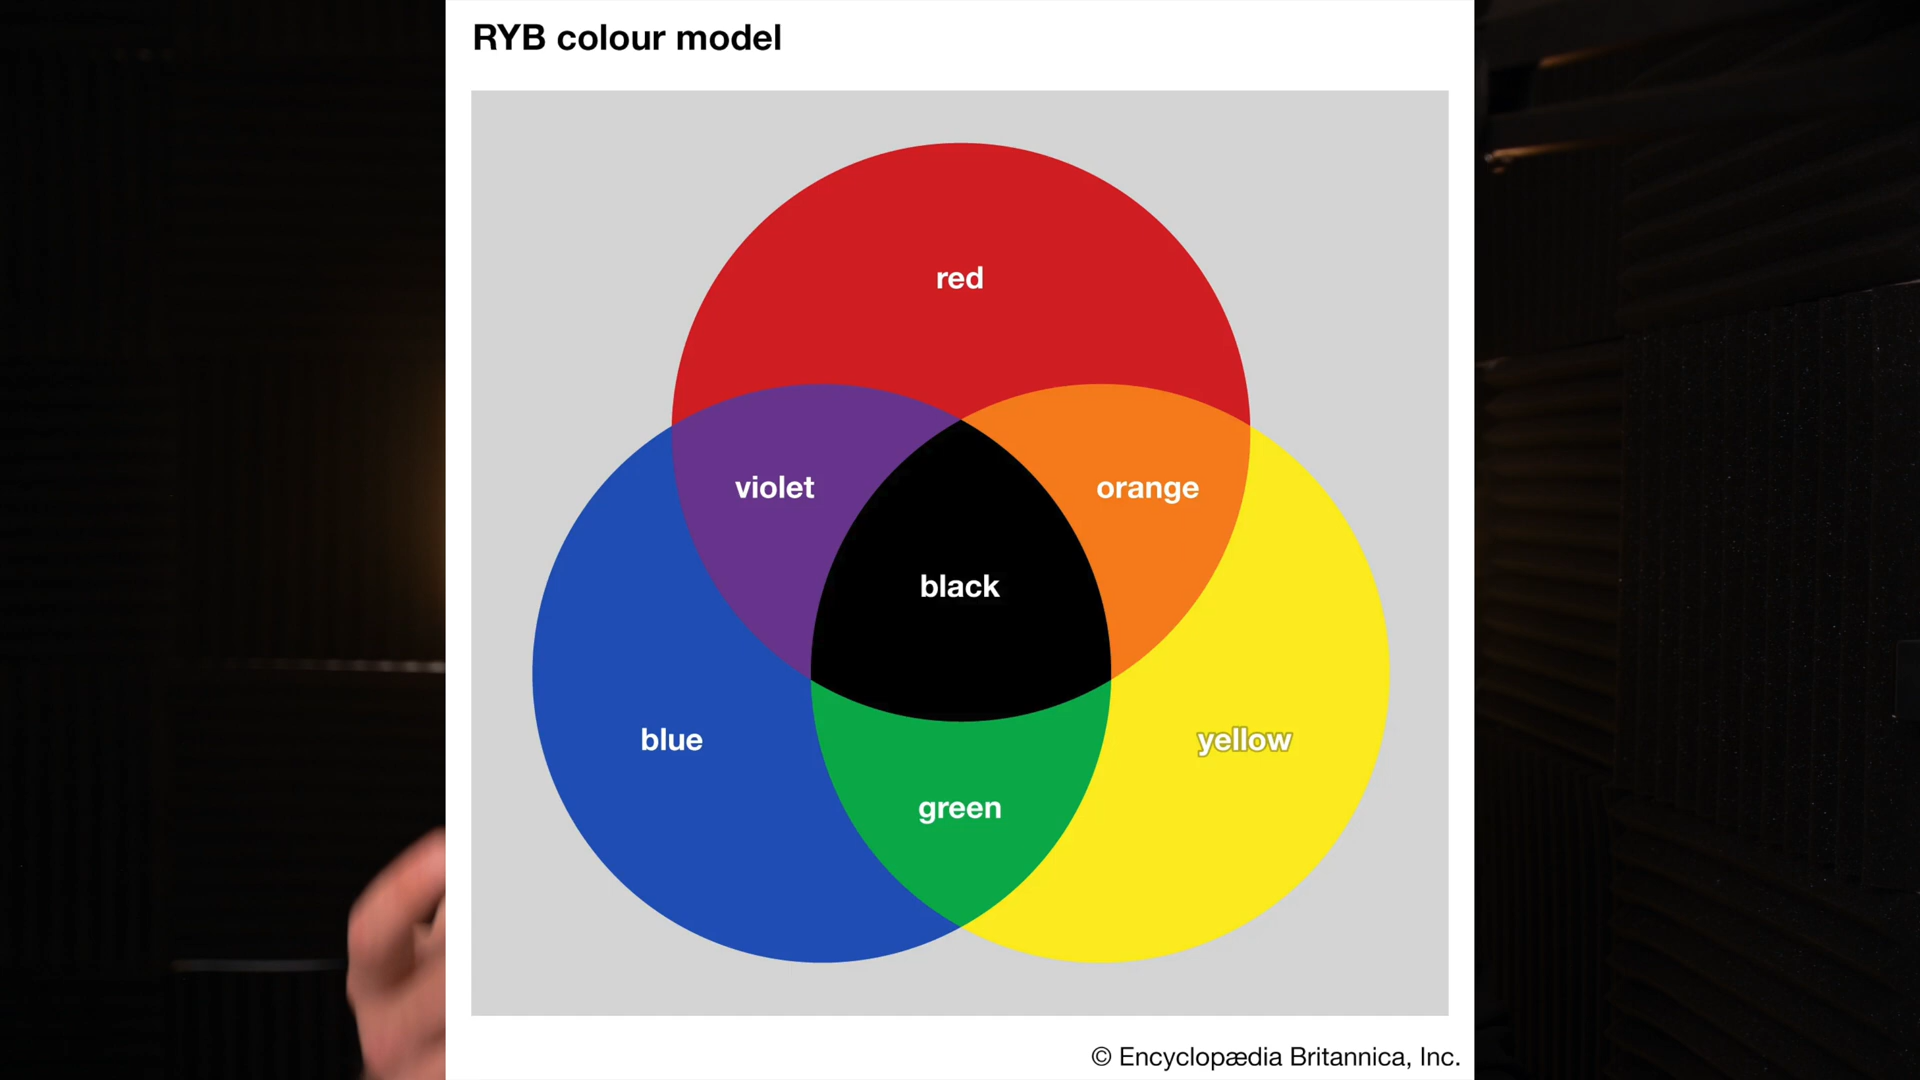 RYB colour model
red
violet
orange
black
blue
yellow
green
© Encyclopædia Britannica, Inc.